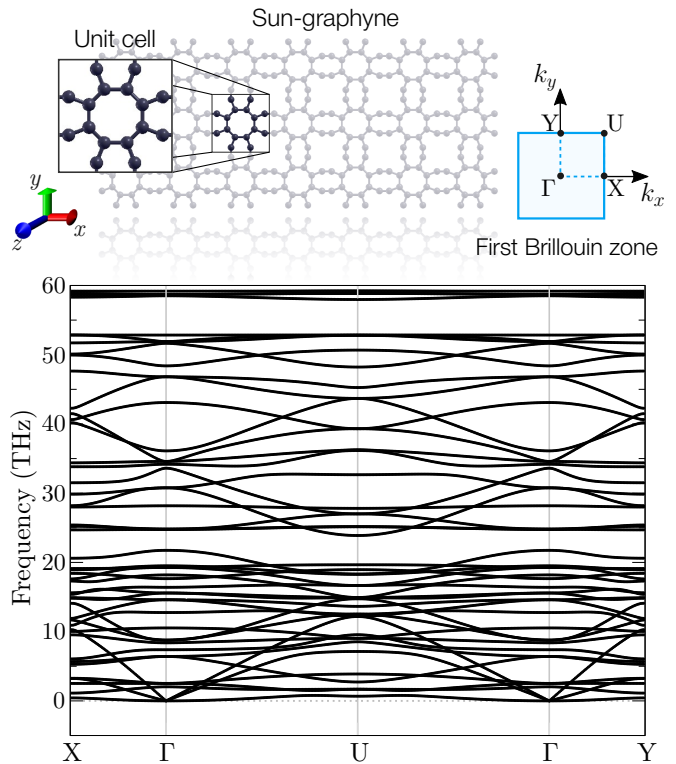 Sun-graphyne
Unit cell
k_y
Y
U
Γ
X
k_x
y
x
z
First Brillouin zone
Frequency (THz)
60
50
40
30
20
10
0
X
Γ
U
Γ
Y